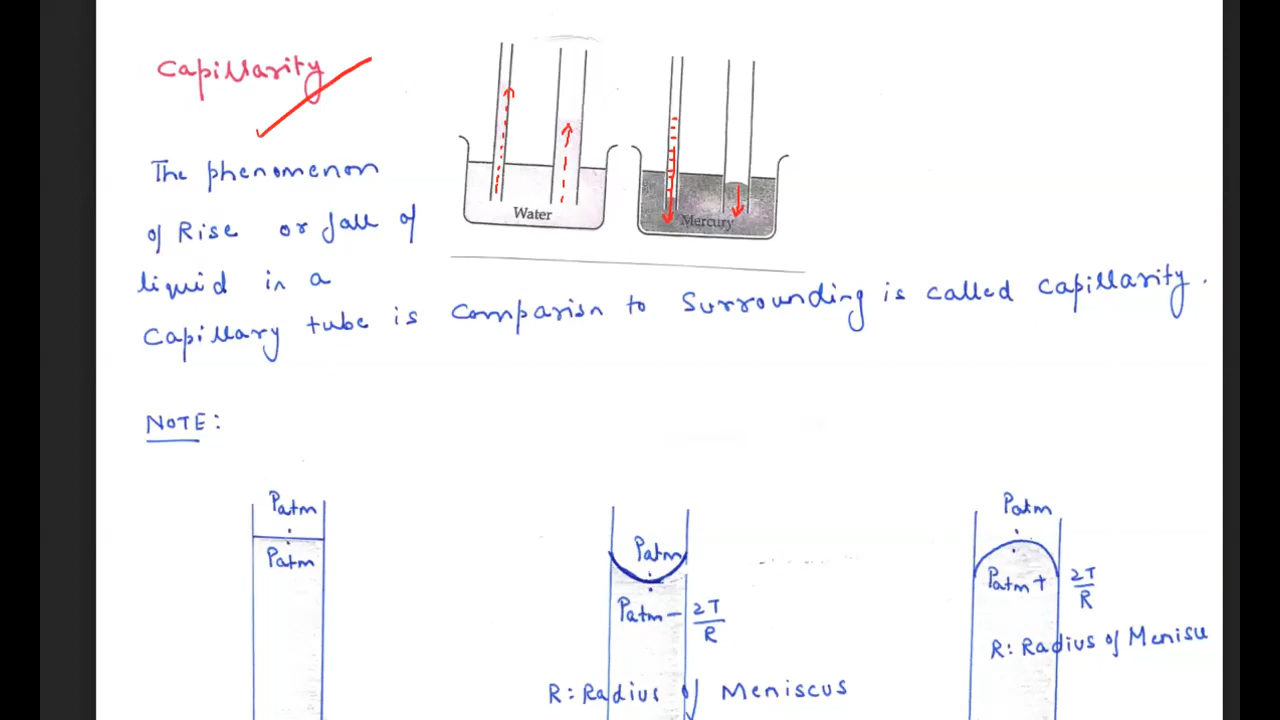 Capillarity
Water
Mercury
The phenomenon
of Rise or fall of
liquid in a
Capillary tube is comparisn to surrounding is called capillarity.
NOTE:
Patm
Patm
Patm
Patm - 2T/R
R: Radius of Meniscus
Patm
Patm + 2T/R
R: Radius of Menisu